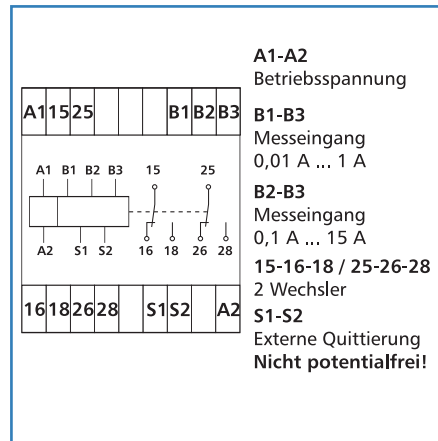 A1 15 25 B1 B2 B3
A1 B1 B2 B3 15 25
A2 S1 S2 16 18 26 28
16 18 26 28 S1 S2 A2
A1-A2
Betriebsspannung
B1-B3
Messeingang
0,01 A ... 1 A
B2-B3
Messeingang
0,1 A ... 15 A
15-16-18 / 25-26-28
2 Wechsler
S1-S2
Externe Quittierung
Nicht potentialfrei!